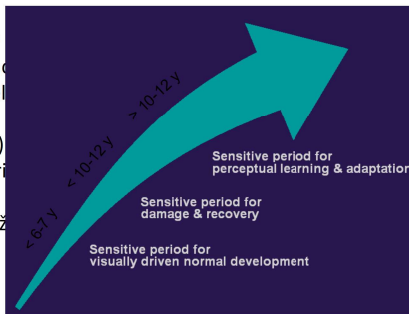 < 6-7 y
< 10-12 y
> 10-12 y
Sensitive period for
perceptual learning & adaptation
Sensitive period for
damage & recovery
Sensitive period for
visually driven normal development